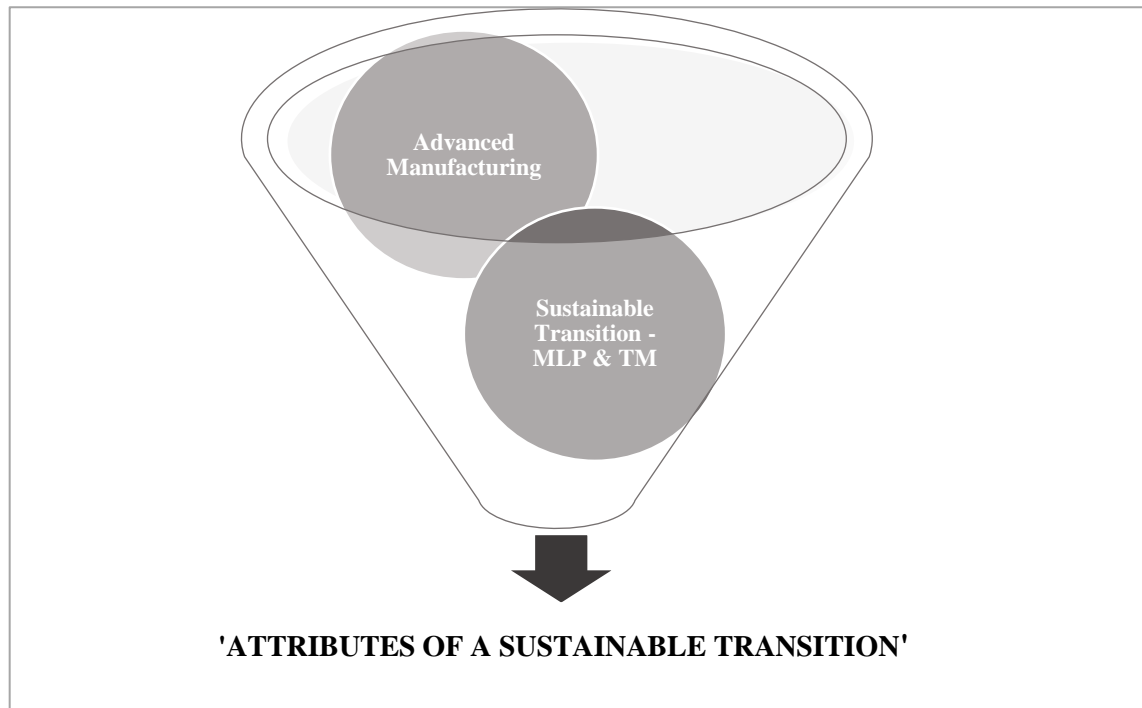 Advanced
Manufacturing
Sustainable
Transition -
MLP & TM
'ATTRIBUTES OF A SUSTAINABLE TRANSITION'